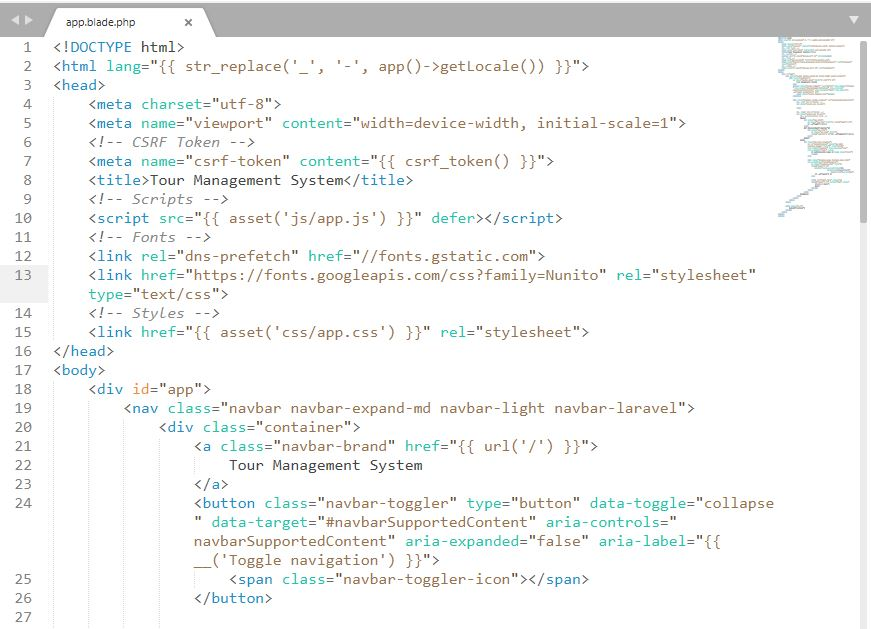 app.blade.php ×
1 <!DOCTYPE html>
2 <html lang="{{ str_replace('_', '-', app()->getLocale()) }}">
3 <head>
4 <meta charset="utf-8">
5 <meta name="viewport" content="width=device-width, initial-scale=1">
6 <!-- CSRF Token -->
7 <meta name="csrf-token" content="{{ csrf_token() }}">
8 <title>Tour Management System</title>
9 <!-- Scripts -->
10 <script src="{{ asset('js/app.js') }}" defer></script>
11 <!-- Fonts -->
12 <link rel="dns-prefetch" href="//fonts.gstatic.com">
13 <link href="https://fonts.googleapis.com/css?family=Nunito" rel="stylesheet"
type="text/css">
14 <!-- Styles -->
15 <link href="{{ asset('css/app.css') }}" rel="stylesheet">
16 </head>
17 <body>
18 <div id="app">
19 <nav class="navbar navbar-expand-md navbar-light navbar-laravel">
20 <div class="container">
21 <a class="navbar-brand" href="{{ url('/') }}">
22 Tour Management System
23 </a>
24 <button class="navbar-toggler" type="button" data-toggle="collapse
" data-target="#navbarSupportedContent" aria-controls="
navbarSupportedContent" aria-expanded="false" aria-label="{{
__('Toggle navigation') }}">
25 <span class="navbar-toggler-icon"></span>
26 </button>
27